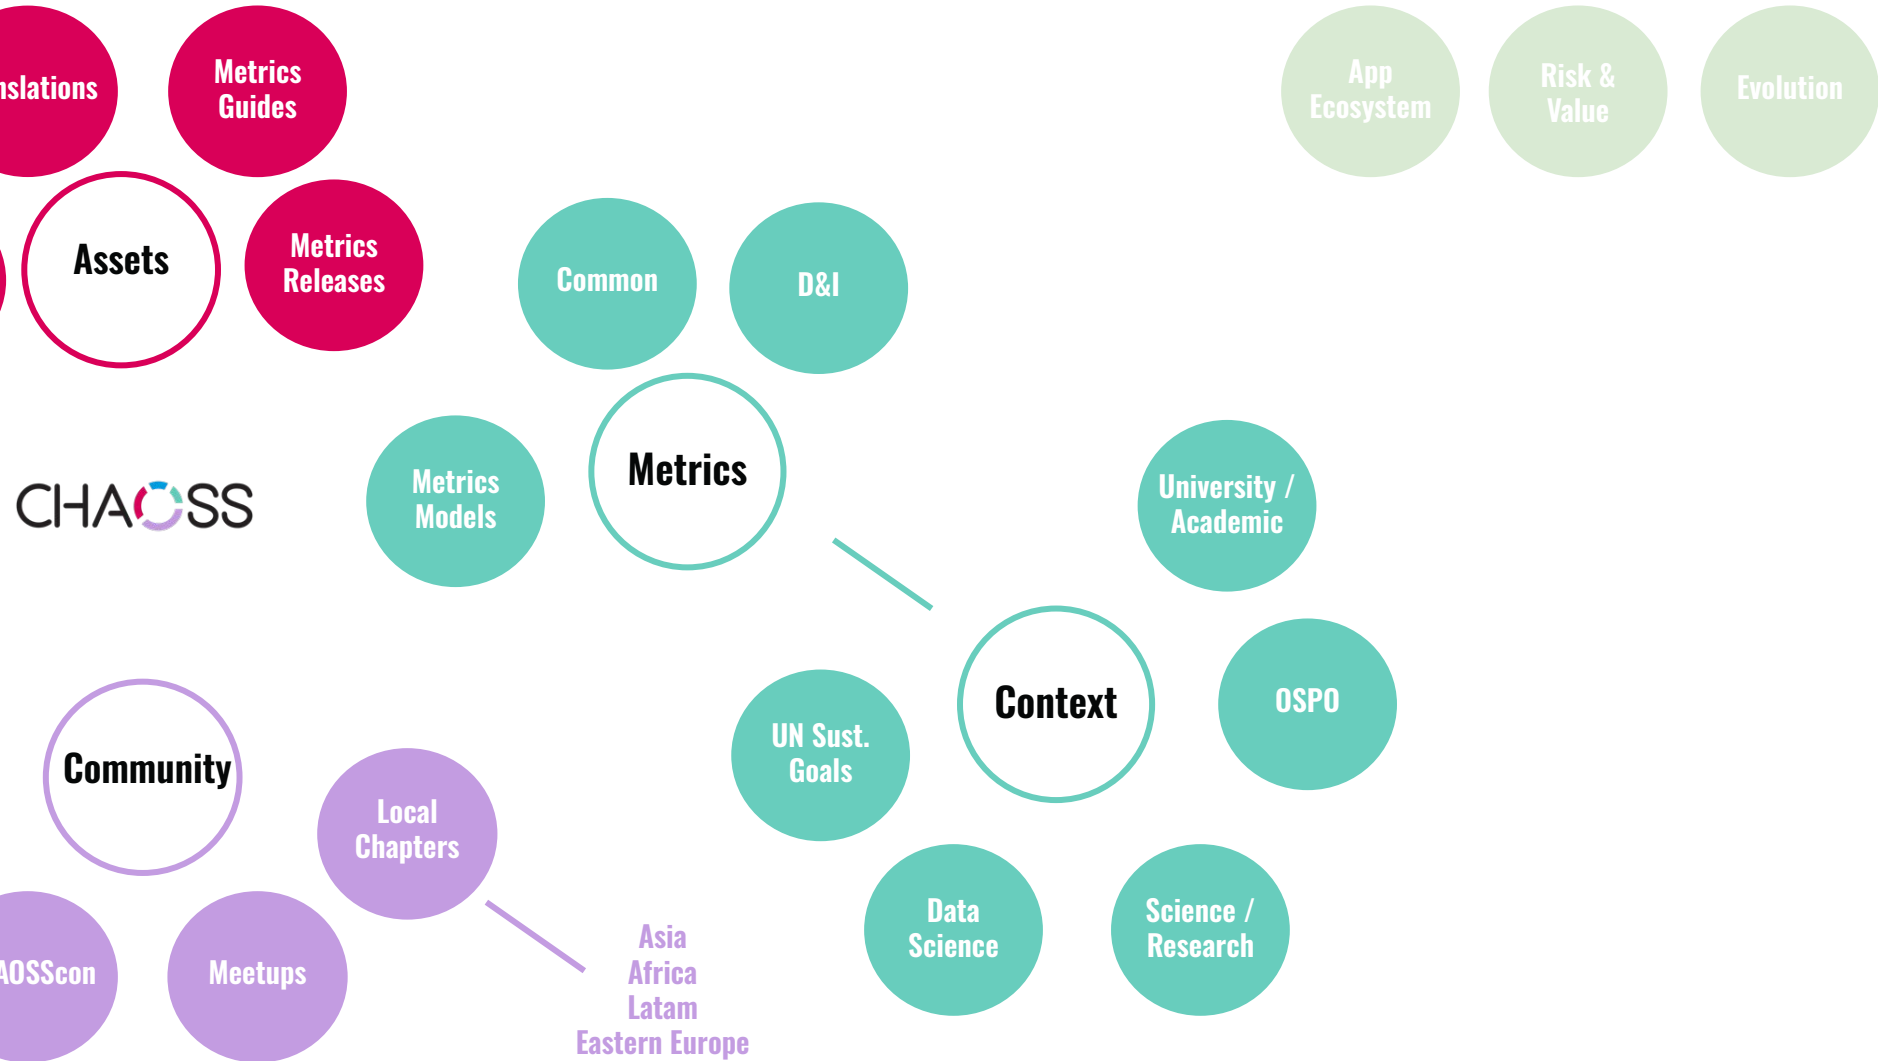 nslations
Metrics
Guides
App
Ecosystem
Risk &
Value
Evolution
Assets
Metrics
Releases
Common
D&I
Metrics
Metrics
Models
CHAOSS
University /
Academic
Context
OSPO
UN Sust.
Goals
Community
Local
Chapters
Data
Science
Science /
Research
AOSScon
Meetups
Asia
Africa
Latam
Eastern Europe